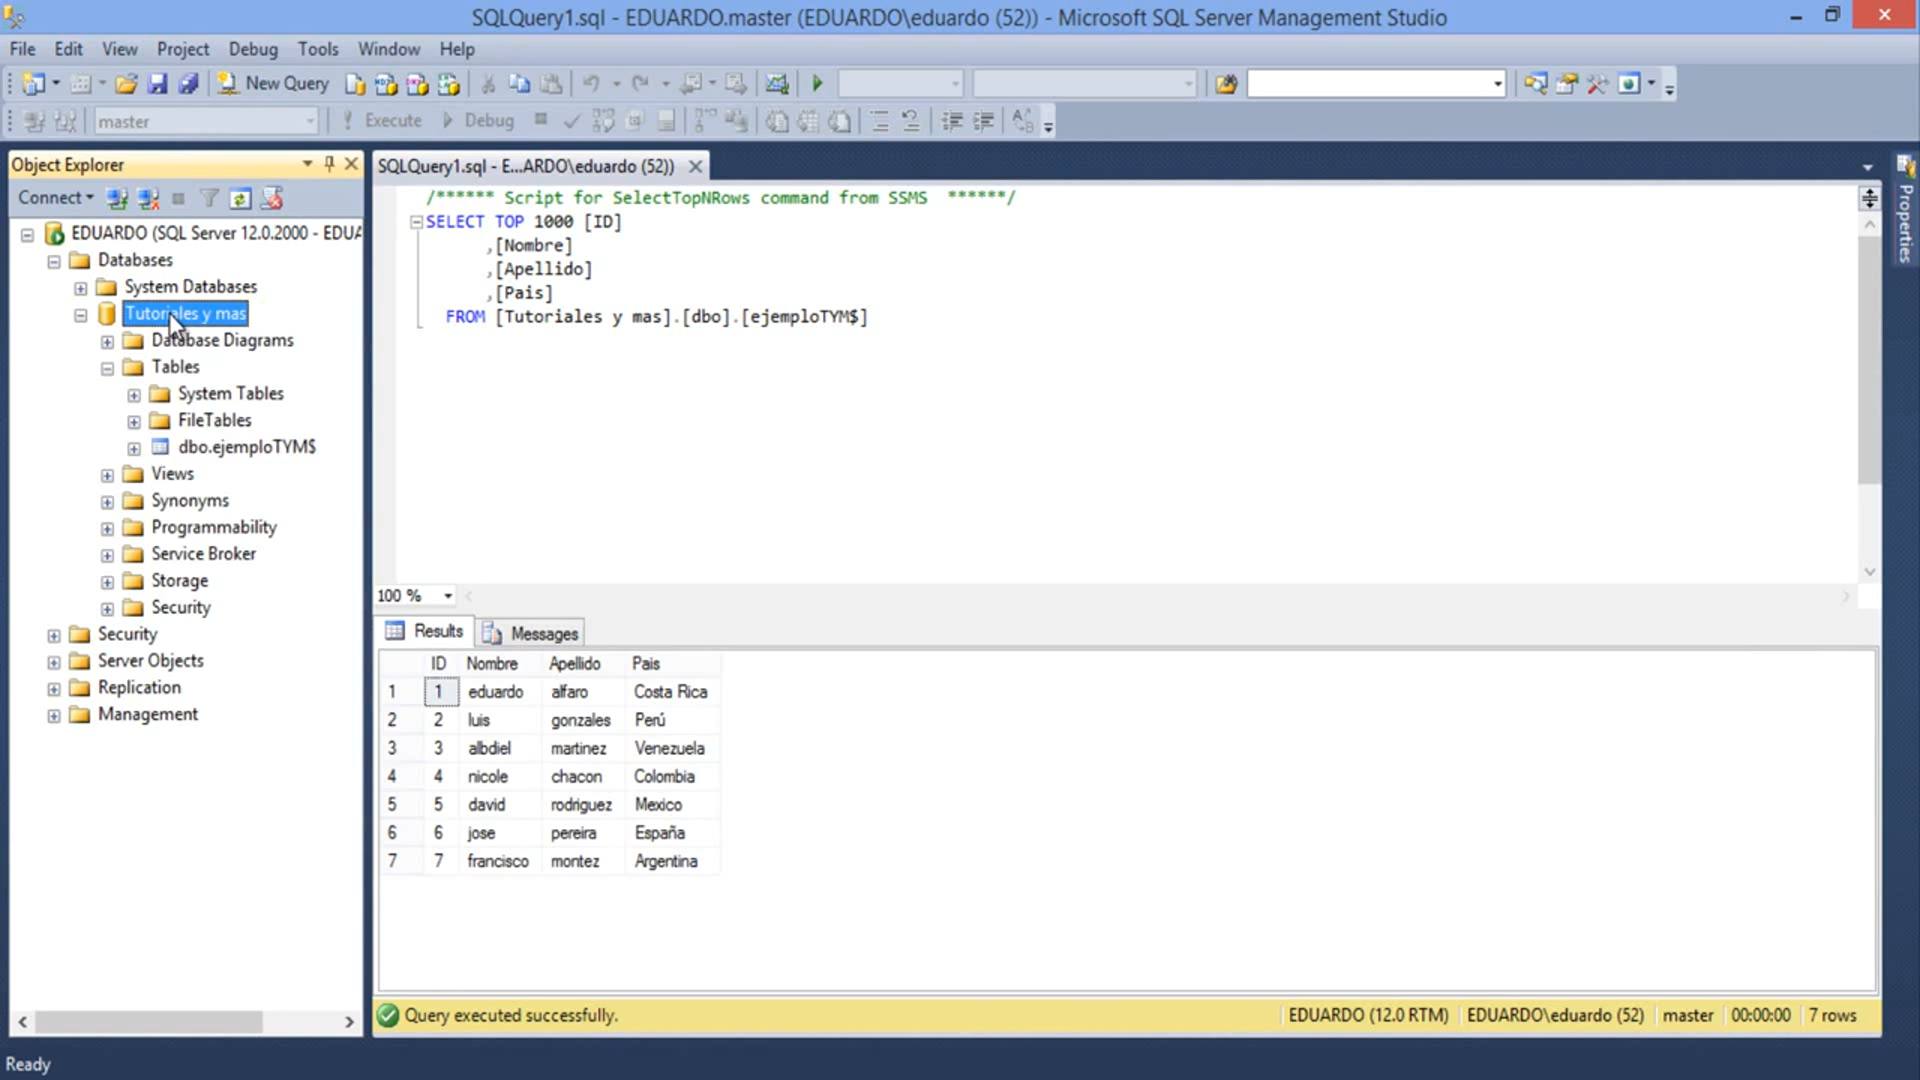 SQLQuery1.sql - EDUARDO.master (EDUARDO\eduardo (52)) - Microsoft SQL Server Management Studio
File Edit View Project Debug Tools Window Help
New Query
master Execute Debug
Object Explorer
Connect
EDUARDO (SQL Server 12.0.2000 - EDUA
Databases
System Databases
Tutoriales y mas
Database Diagrams
Tables
System Tables
FileTables
dbo.ejemploTYM$
Views
Synonyms
Programmability
Service Broker
Storage
Security
Security
Server Objects
Replication
Management
SQLQuery1.sql - E...ARDO\eduardo (52))
/****** Script for SelectTopNRows command from SSMS ******/
SELECT TOP 1000 [ID]
,[Nombre]
,[Apellido]
,[Pais]
FROM [Tutoriales y mas].[dbo].[ejemploTYM$]
100 %
Results Messages
ID Nombre Apellido Pais
1 1 eduardo alfaro Costa Rica
2 2 luis gonzales Perú
3 3 albdiel martinez Venezuela
4 4 nicole chacon Colombia
5 5 david rodriguez Mexico
6 6 jose pereira España
7 7 francisco montez Argentina
Query executed successfully. EDUARDO (12.0 RTM) EDUARDO\eduardo (52) master 00:00:00 7 rows
Properties
Ready